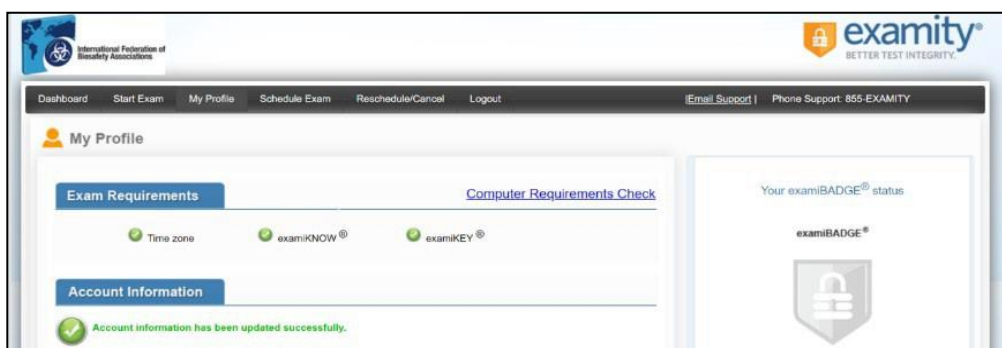 International Federation of
Biosafety Associations
examity®
BETTER TEST INTEGRITY.
Dashboard Start Exam My Profile Schedule Exam Reschedule/Cancel Logout |Email Support| Phone Support: 855-EXAMITY
My Profile
Exam Requirements Computer Requirements Check
Time zone examiKNOW® examiKEY®
Account Information
Account information has been updated successfully.
Your examiBADGE® status
examiBADGE®